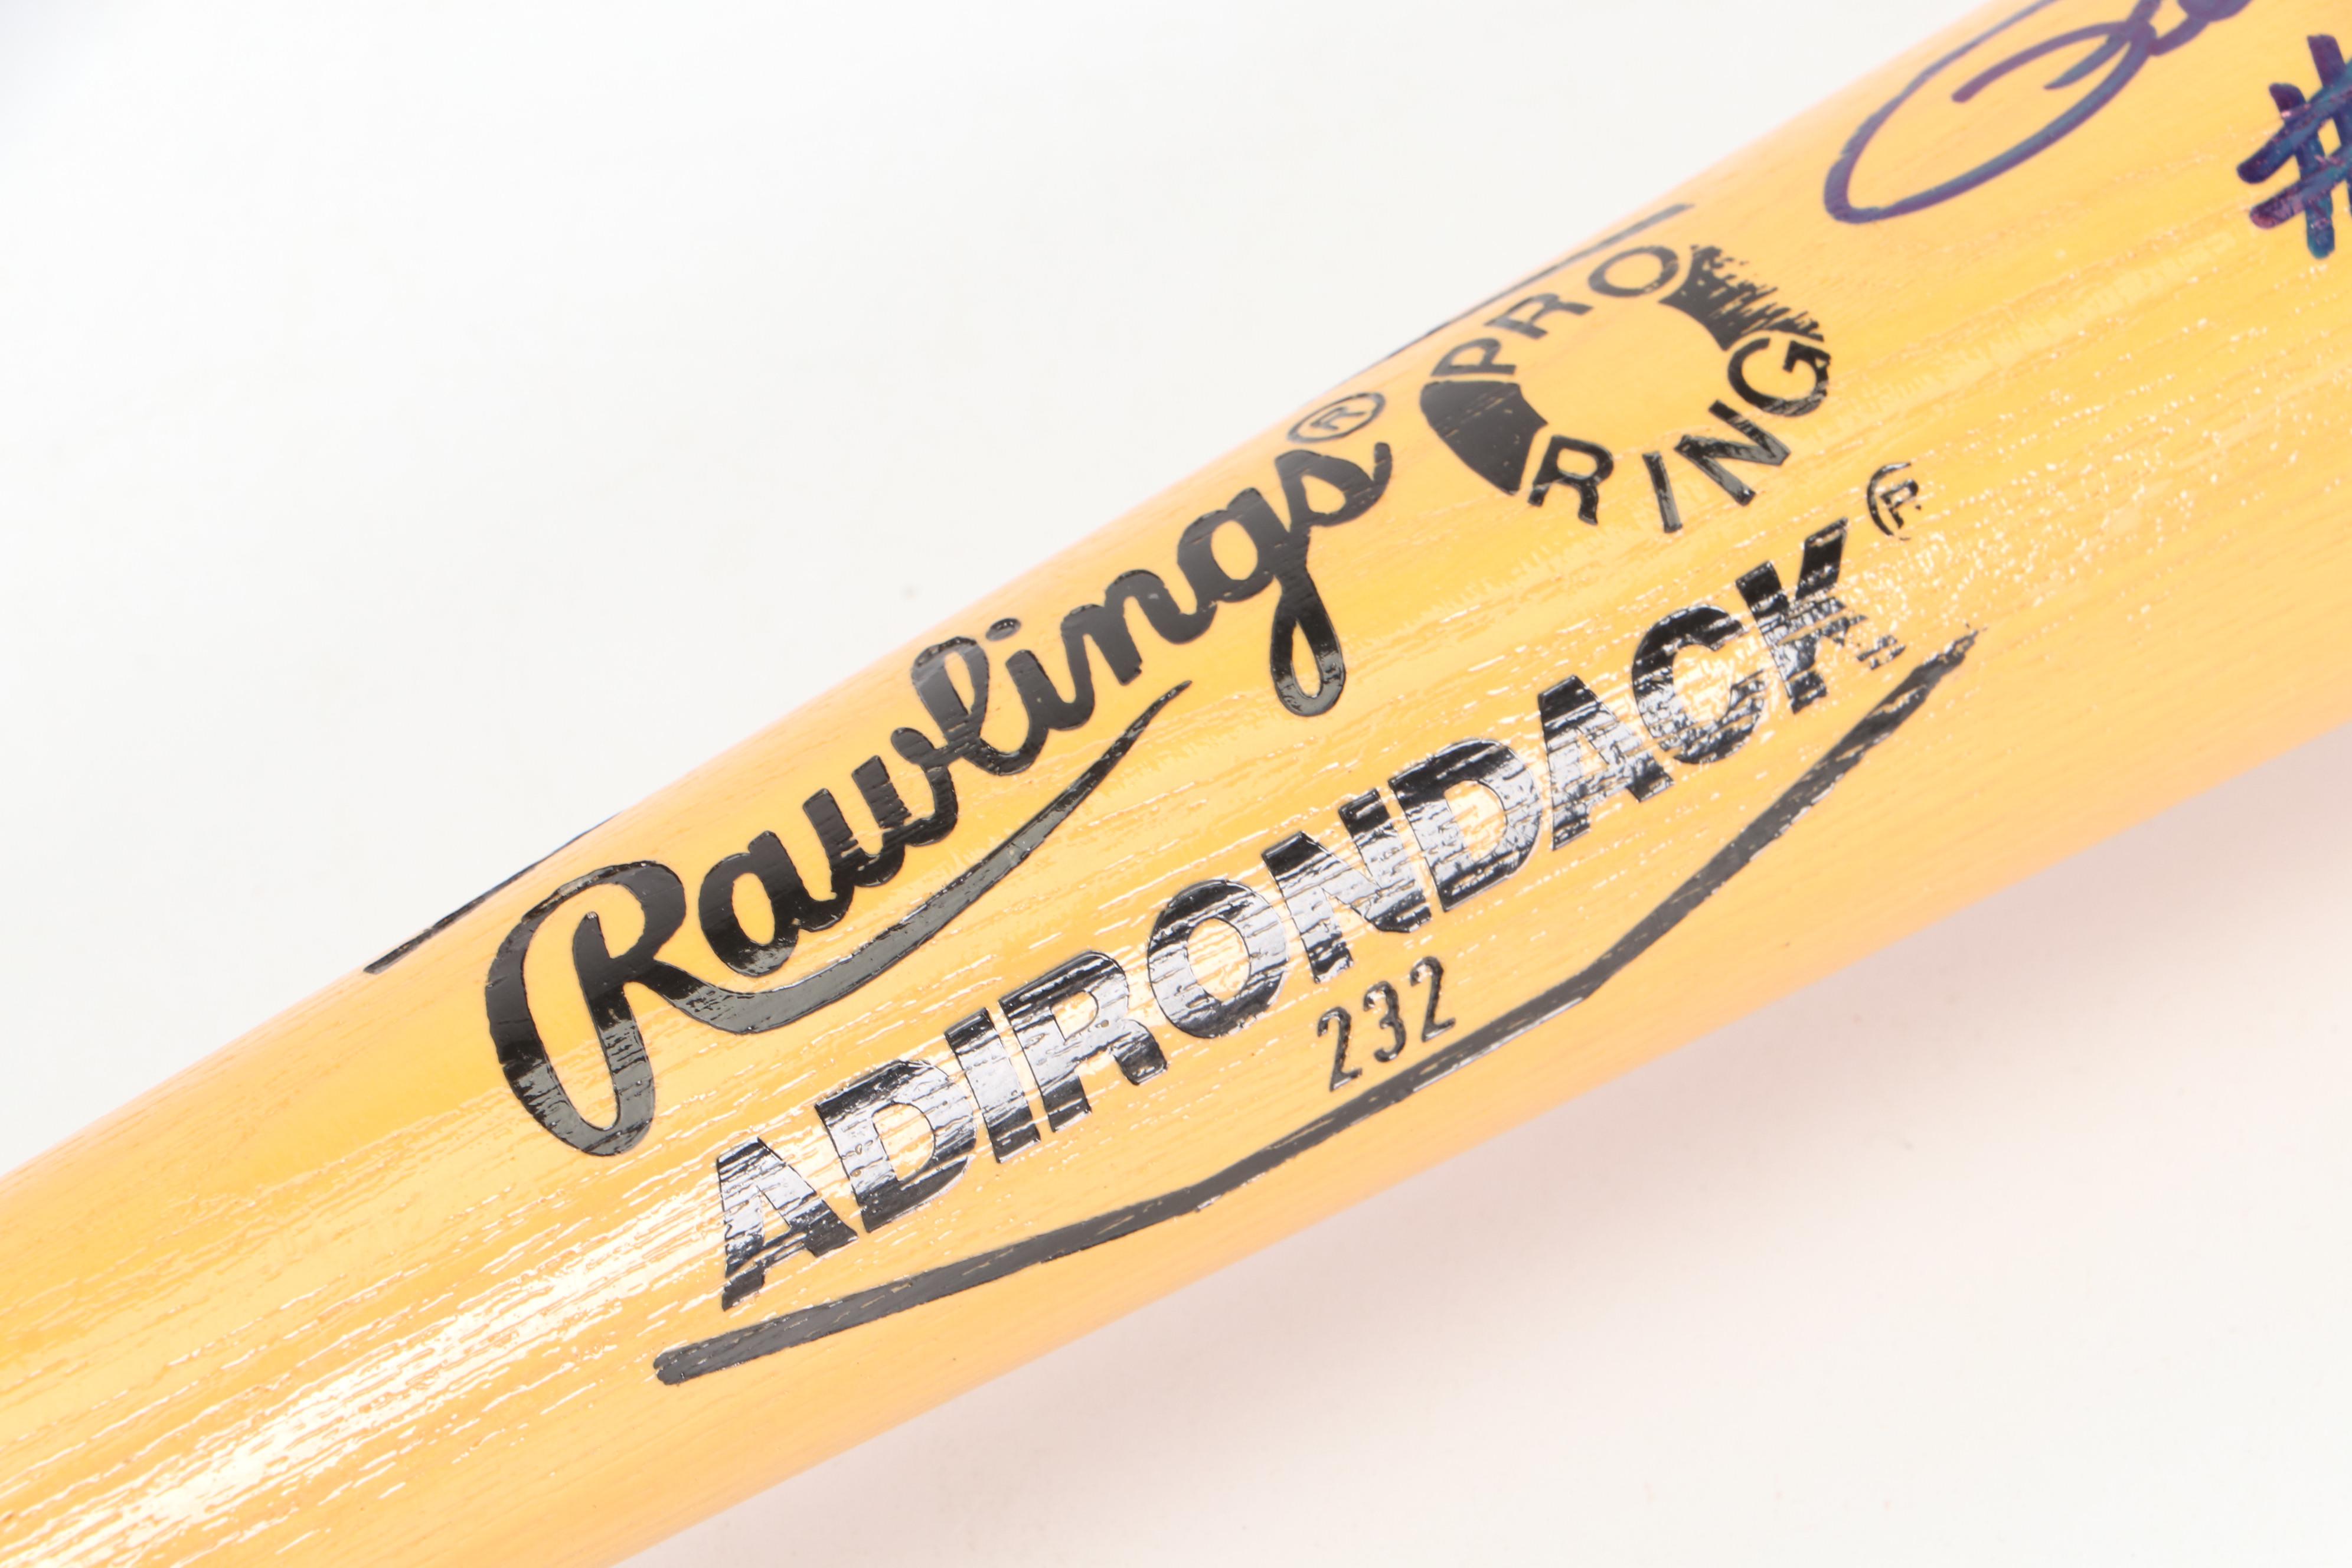 Rawlings®
PRO RING
ADIRONDACK®
232
#